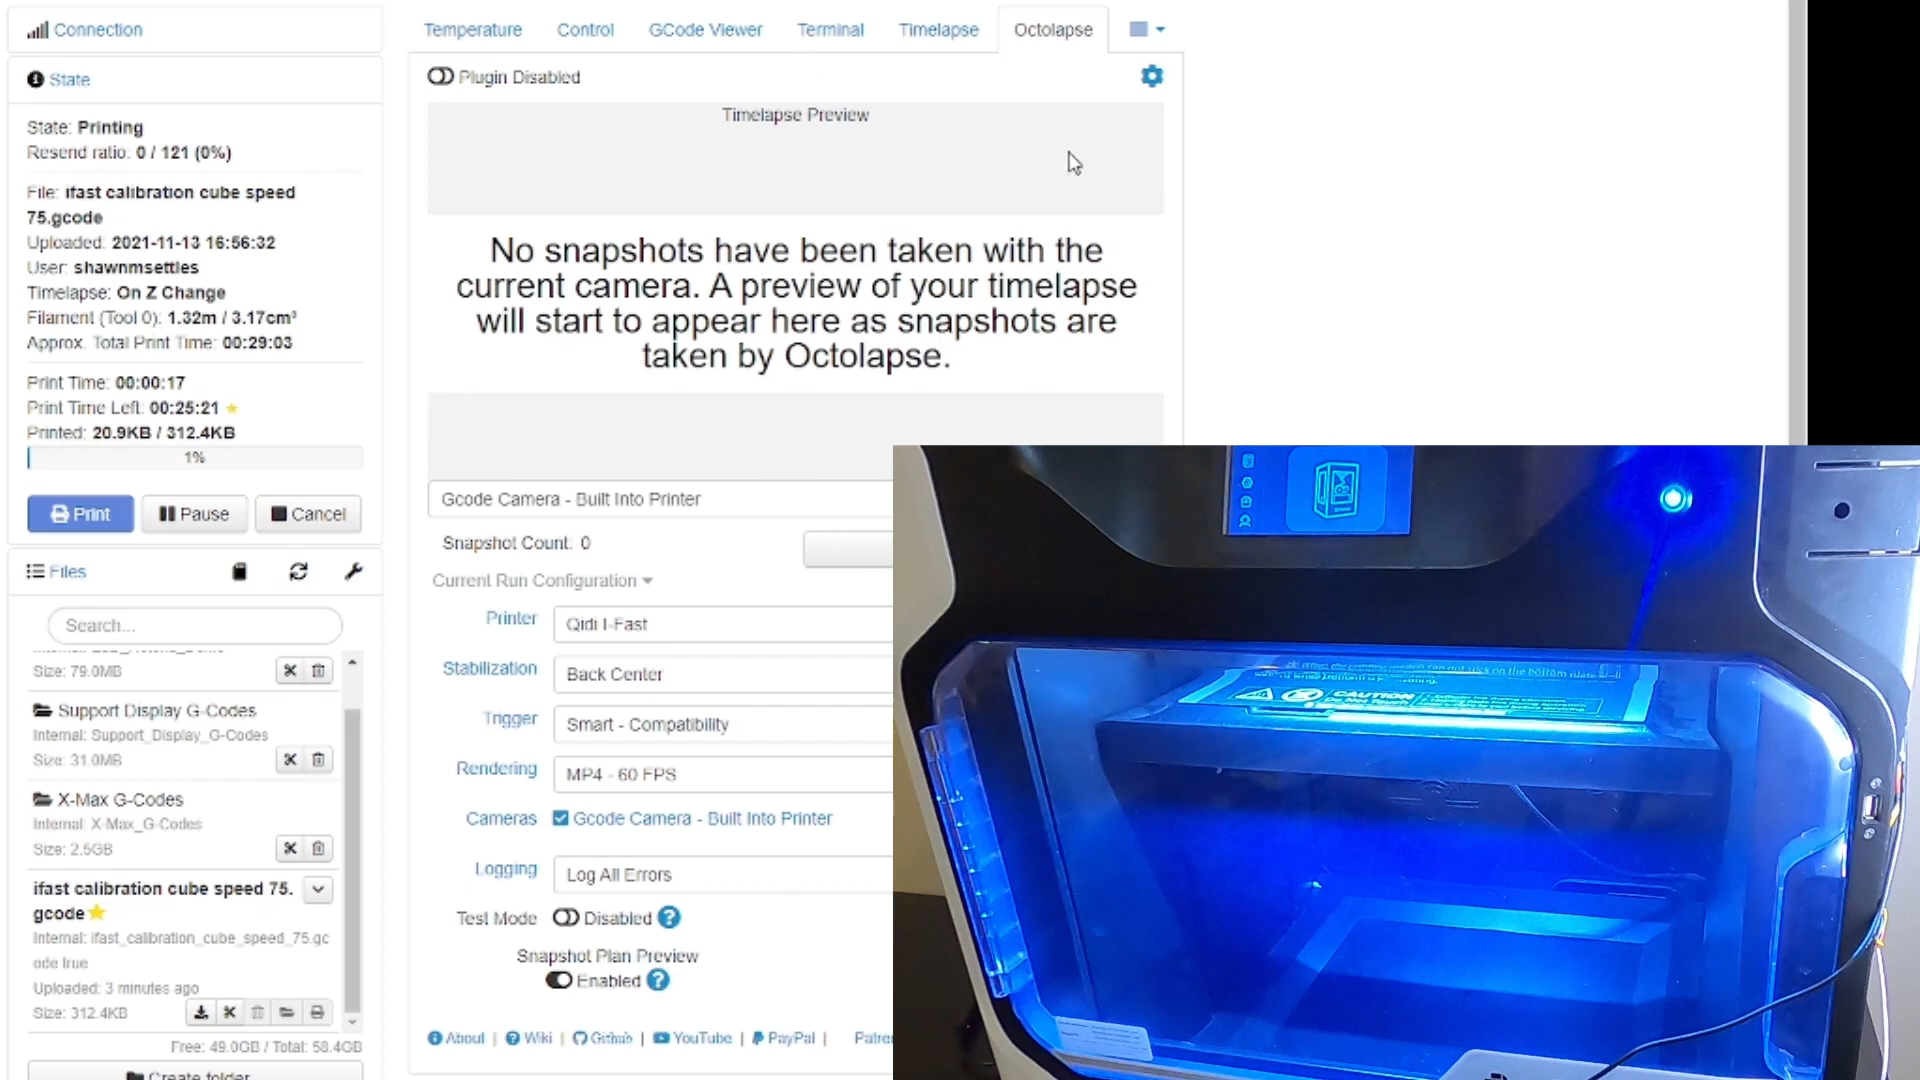 Connection
State
State: Printing
Resend ratio: 0 / 121 (0%)
File: ifast calibration cube speed
75.gcode
Uploaded: 2021-11-13 16:56:32
User: shawnmsettles
Timelapse: On Z Change
Filament (Tool 0): 1.32m / 3.17cm³
Approx. Total Print Time: 00:29:03
Print Time: 00:00:17
Print Time Left: 00:25:21
Printed: 20.9KB / 312.4KB
1%
Print
Pause
Cancel
Files
Search...
Size: 79.0MB
Support Display G-Codes
Internal: Support_Display_G-Codes
Size: 31.0MB
X-Max G-Codes
Internal: X-Max_G-Codes
Size: 2.5GB
ifast calibration cube speed 75.
gcode
Internal: ifast_calibration_cube_speed_75.gc
ode true
Uploaded: 3 minutes ago
Size: 312.4KB
Free: 49.0GB / Total: 58.4GB
Create folder
Temperature
Control
GCode Viewer
Terminal
Timelapse
Octolapse
Plugin Disabled
Timelapse Preview
No snapshots have been taken with the
current camera. A preview of your timelapse
will start to appear here as snapshots are
taken by Octolapse.
Gcode Camera - Built Into Printer
Snapshot Count: 0
Current Run Configuration
Printer
Qidi I-Fast
Stabilization
Back Center
Trigger
Smart - Compatibility
Rendering
MP4 - 60 FPS
Cameras
Gcode Camera - Built Into Printer
Logging
Log All Errors
Test Mode
Disabled
Snapshot Plan Preview
Enabled
About | Wiki | Github | YouTube | PayPal |
CAUTION
Do Not Touch